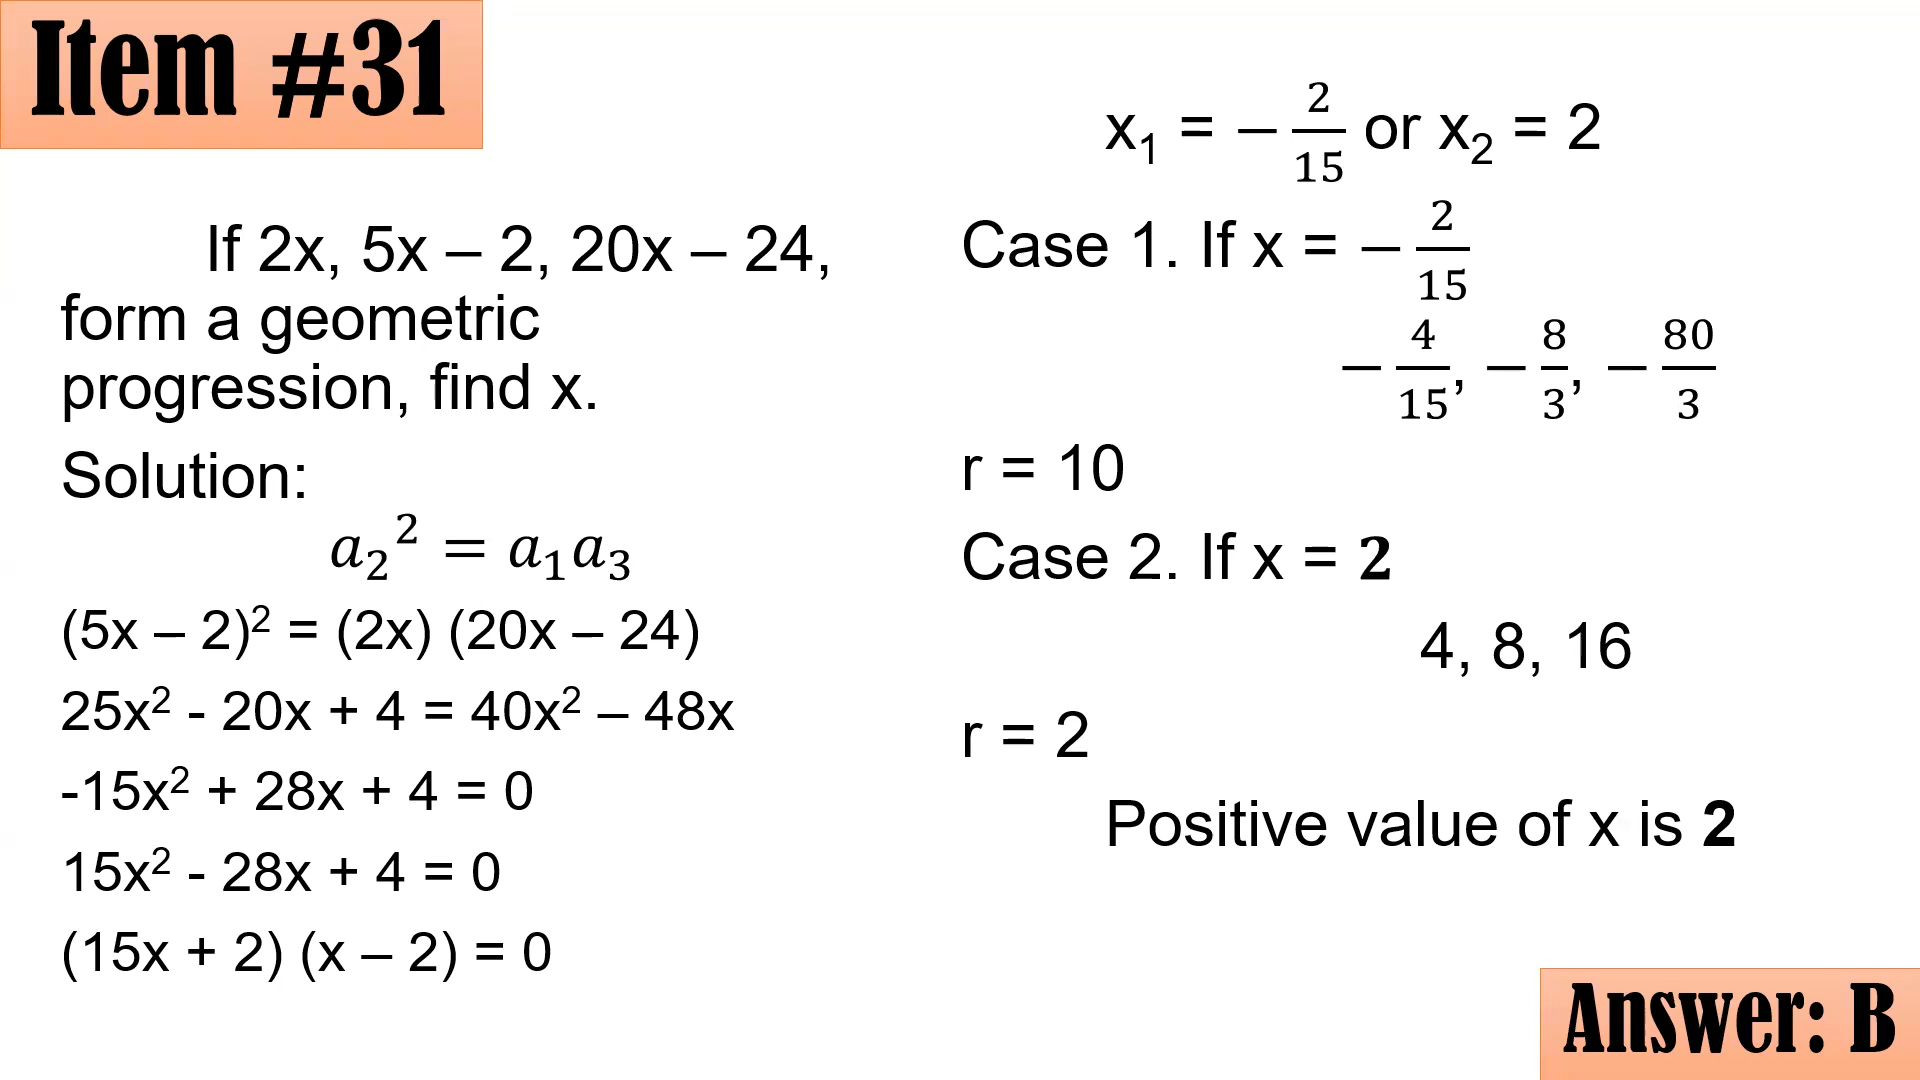 Item #31
If 2x, 5x – 2, 20x – 24,
form a geometric
progression, find x.
Solution:
a₂² = a₁a₃
(5x – 2)² = (2x) (20x – 24)
25x² - 20x + 4 = 40x² – 48x
-15x² + 28x + 4 = 0
15x² - 28x + 4 = 0
(15x + 2) (x – 2) = 0
x₁ = −2/15 or x₂ = 2
Case 1. If x = −2/15
−4/15, −8/3, −80/3
r = 10
Case 2. If x = 2
4, 8, 16
r = 2
Positive value of x is 2
Answer: B